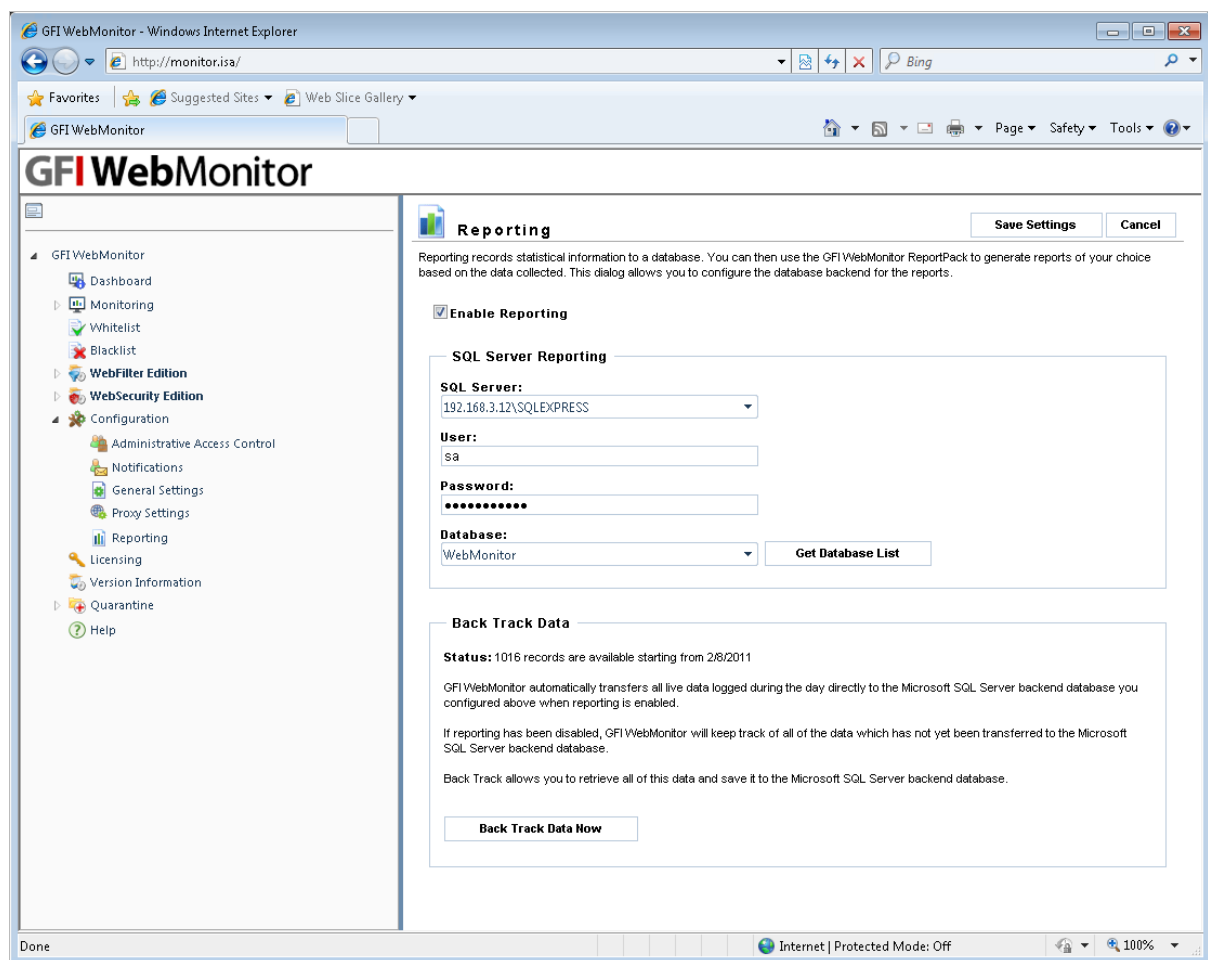 GFI WebMonitor - Windows Internet Explorer
http://monitor.isa/
Bing
Favorites
Suggested Sites
Web Slice Gallery
GFI WebMonitor
Page
Safety
Tools
GFI WebMonitor
GFI WebMonitor
Dashboard
Monitoring
Whitelist
Blacklist
WebFilter Edition
WebSecurity Edition
Configuration
Administrative Access Control
Notifications
General Settings
Proxy Settings
Reporting
Licensing
Version Information
Quarantine
Help
Reporting
Save Settings
Cancel
Reporting records statistical information to a database. You can then use the GFI WebMonitor ReportPack to generate reports of your choice
based on the data collected. This dialog allows you to configure the database backend for the reports.
Enable Reporting
SQL Server Reporting
SQL Server:
192.168.3.12\SQLEXPRESS
User:
sa
Password:
•••••••••••
Database:
WebMonitor
Get Database List
Back Track Data
Status: 1016 records are available starting from 2/8/2011
GFI WebMonitor automatically transfers all live data logged during the day directly to the Microsoft SQL Server backend database you
configured above when reporting is enabled.
If reporting has been disabled, GFI WebMonitor will keep track of all of the data which has not yet been transferred to the Microsoft
SQL Server backend database.
Back Track allows you to retrieve all of this data and save it to the Microsoft SQL Server backend database.
Back Track Data Now
Done
Internet | Protected Mode: Off
100%